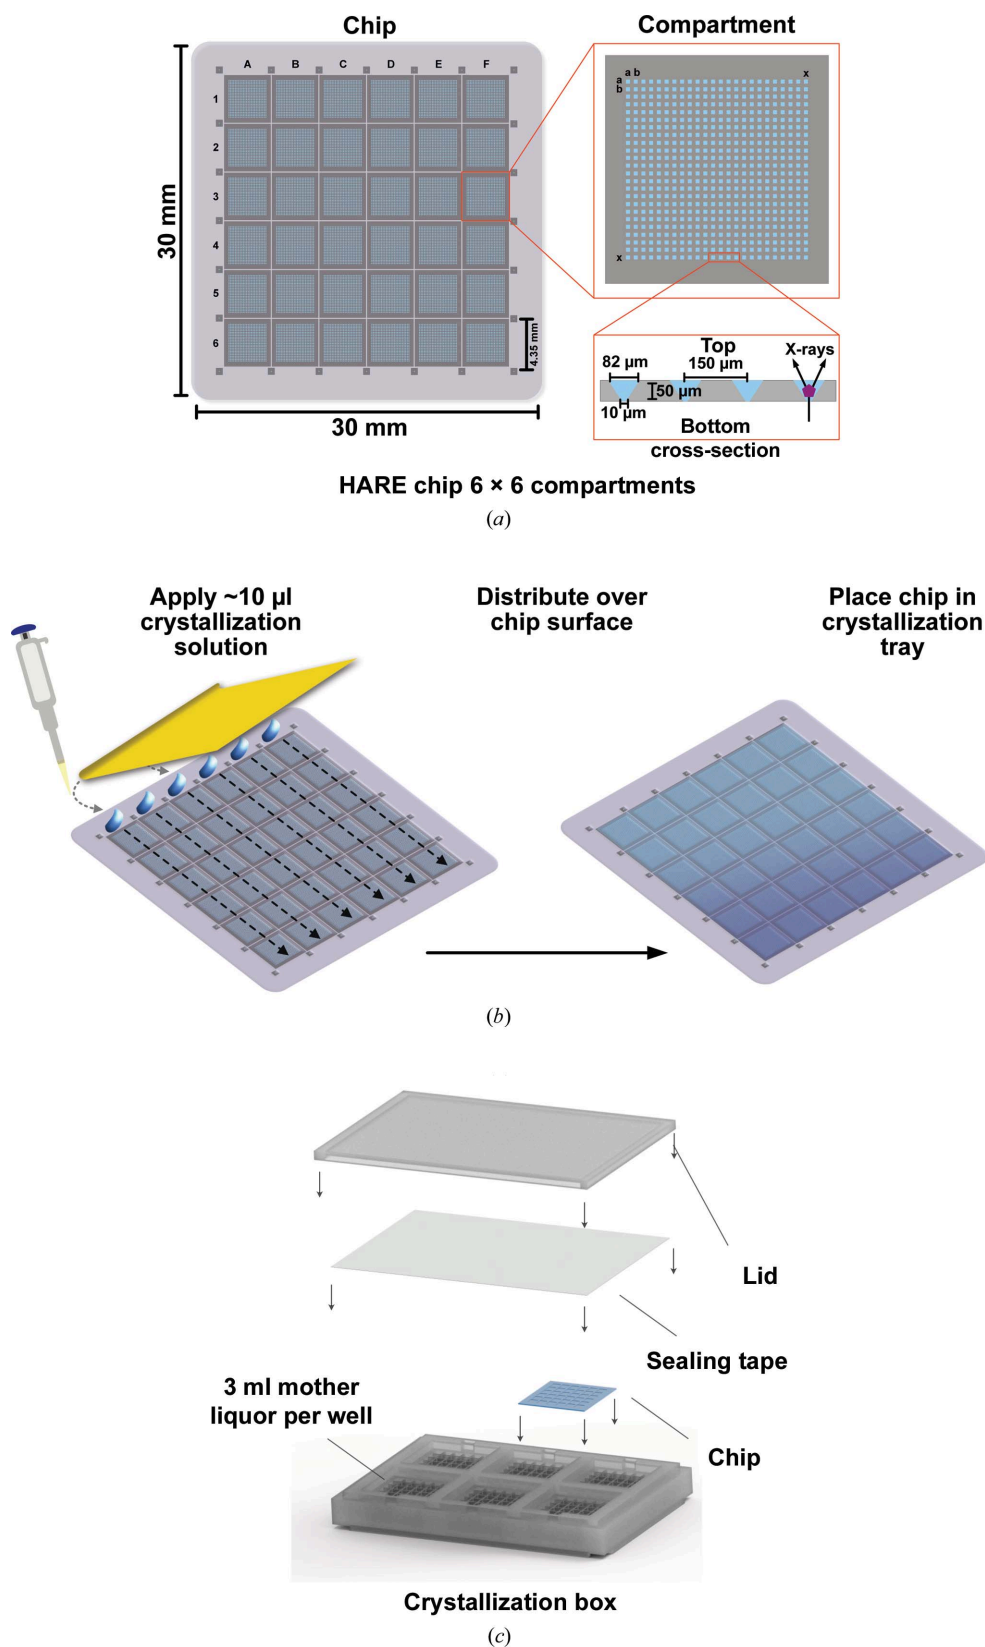 Chip
Compartment
A B C D E F
1
2
3
4
5
6
30 mm
30 mm
4.35 mm
a b
x
a
b
x
Top
X-rays
82 µm
150 µm
50 µm
10 µm
Bottom
cross-section
HARE chip 6 × 6 compartments
(a)
Apply ~10 µl
crystallization
solution
Distribute over
chip surface
Place chip in
crystallization
tray
(b)
Lid
Sealing tape
3 ml mother
liquor per well
Chip
Crystallization box
(c)